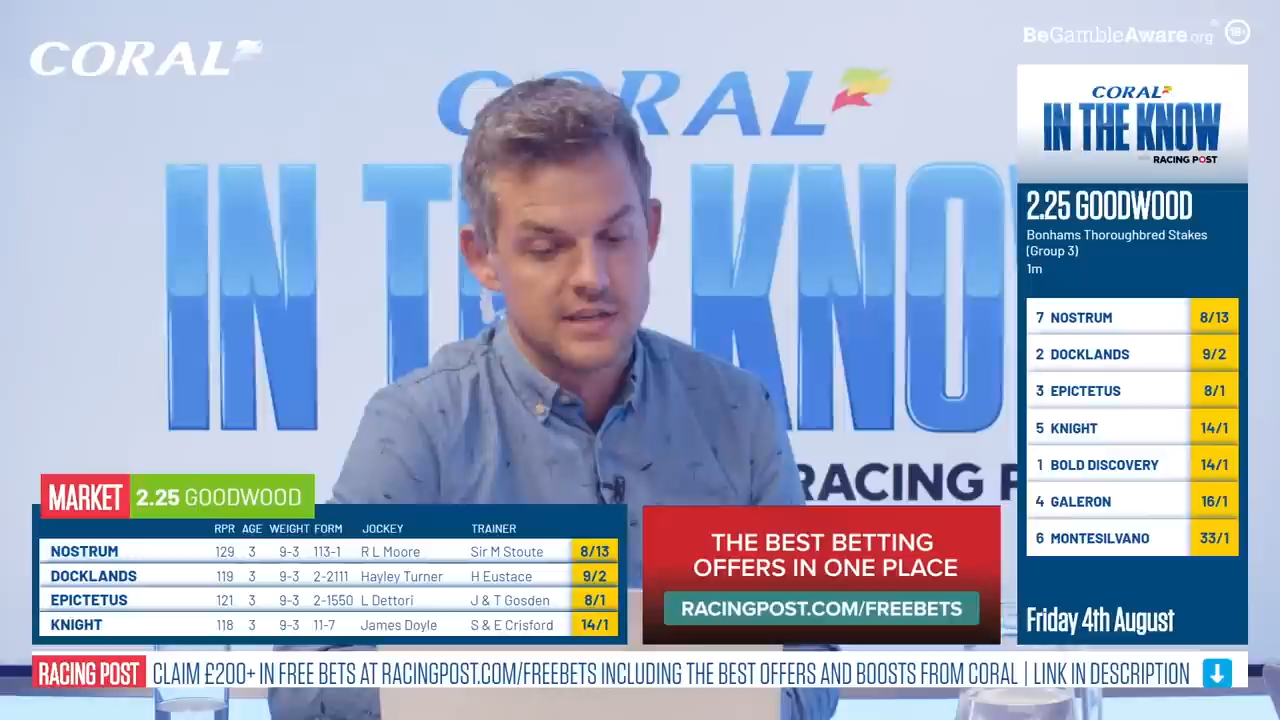 CORAL
BeGambleAware.org 18+
CORAL
IN THE KNOW
RACING P
CORAL
IN THE KNOW
RACING POST
2.25 GOODWOOD
Bonhams Thoroughbred Stakes
(Group 3)
1m
7 NOSTRUM 8/13
2 DOCKLANDS 9/2
3 EPICTETUS 8/1
5 KNIGHT 14/1
1 BOLD DISCOVERY 14/1
4 GALERON 16/1
6 MONTESILVANO 33/1
Friday 4th August
MARKET 2.25 GOODWOOD
RPR AGE WEIGHT FORM JOCKEY TRAINER
NOSTRUM 129 3 9-3 113-1 R L Moore Sir M Stoute 8/13
DOCKLANDS 119 3 9-3 2-2111 Hayley Turner H Eustace 9/2
EPICTETUS 121 3 9-3 2-1550 L Dettori J & T Gosden 8/1
KNIGHT 118 3 9-3 11-7 James Doyle S & E Crisford 14/1
THE BEST BETTING
OFFERS IN ONE PLACE
RACINGPOST.COM/FREEBETS
RACING POST CLAIM £200+ IN FREE BETS AT RACINGPOST.COM/FREEBETS INCLUDING THE BEST OFFERS AND BOOSTS FROM CORAL | LINK IN DESCRIPTION